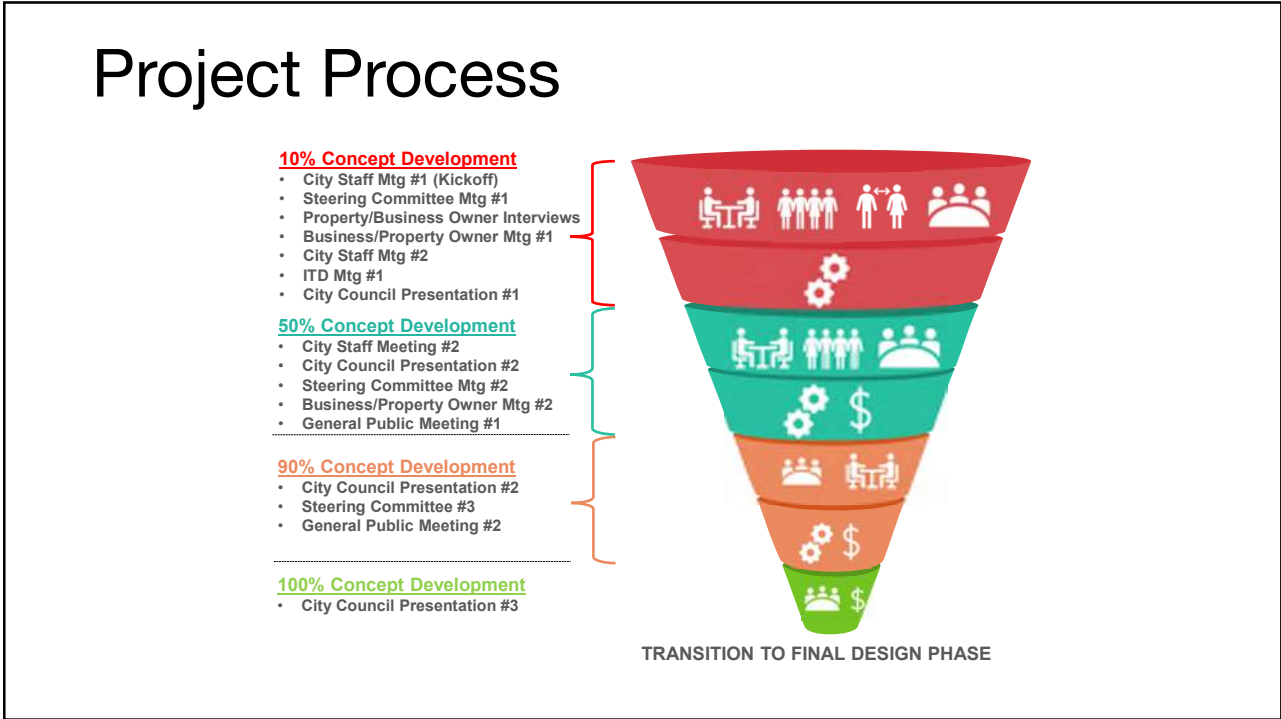 Project Process
10% Concept Development
• City Staff Mtg #1 (Kickoff)
• Steering Committee Mtg #1
• Property/Business Owner Interviews
• Business/Property Owner Mtg #1
• City Staff Mtg #2
• ITD Mtg #1
• City Council Presentation #1
50% Concept Development
• City Staff Meeting #2
• City Council Presentation #2
• Steering Committee Mtg #2
• Business/Property Owner Mtg #2
• General Public Meeting #1
90% Concept Development
• City Council Presentation #2
• Steering Committee #3
• General Public Meeting #2
100% Concept Development
• City Council Presentation #3
$
$
$
TRANSITION TO FINAL DESIGN PHASE